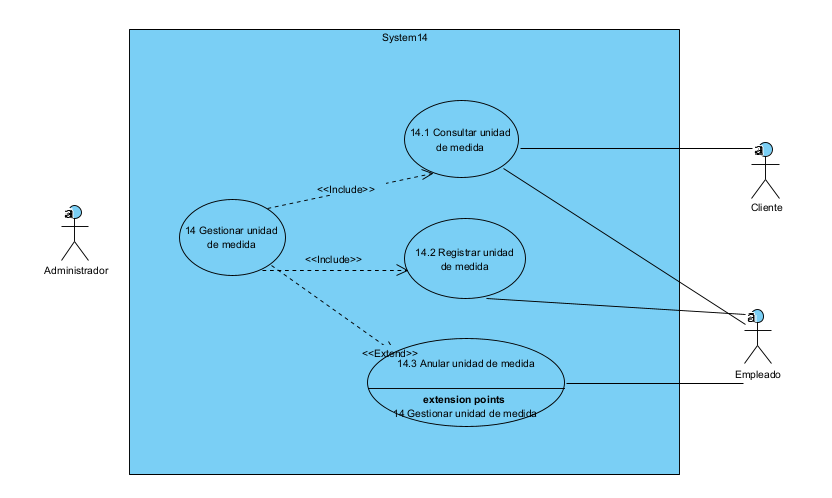 System14
14.1 Consultar unidad
de medida
a
Cliente
<<Include>>
a
Administrador
14 Gestionar unidad
de medida
14.2 Registrar unidad
de medida
<<Include>>
a
Empleado
<<Extend>>
14.3 Anular unidad de medida
extension points
14 Gestionar unidad de medida